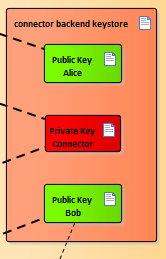 connector backend keystore
Public Key
Alice
Private Key
Connector
Public Key
Bob